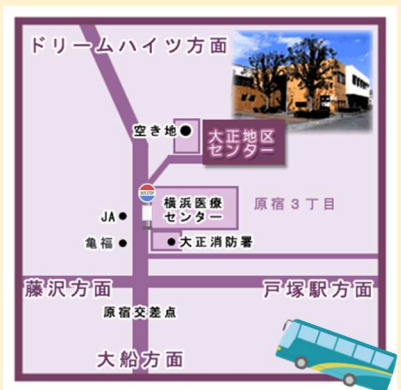 ドリームハイツ方面
空き地●
大正地区
センター
BUS STOP
横浜医療
センター
原宿3丁目
JA●
亀福●
●大正消防署
藤沢方面
戸塚駅方面
原宿交差点
大船方面